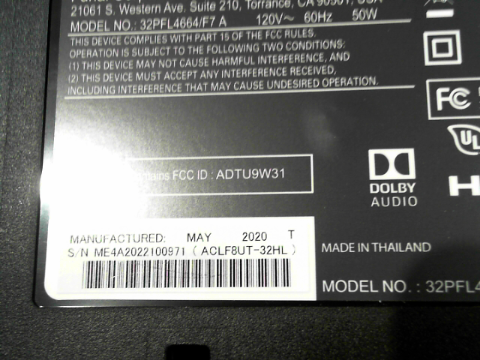 21061 S. Western Ave. Suite 210, Torrance, CA 90501, USA
MODEL NO.: 32PFL4664/F7 A 120V~ 60Hz 50W
THIS DEVICE COMPLIES WITH PART 15 OF THE FCC RULES.
OPERATION IS SUBJECT TO THE FOLLOWING TWO CONDITIONS:
(1) THIS DEVICE MAY NOT CAUSE HARMFUL INTERFERENCE, AND
(2) THIS DEVICE MUST ACCEPT ANY INTERFERENCE RECEIVED,
INCLUDING INTERFERENCE THAT MAY CAUSE UNDESIRED OPERATION.
FC
UL
FCC ID : ADTU9W31
DOLBY
AUDIO
MANUFACTURED: MAY 2020 T
S/N ME4A2022100971 ( ACLF8UT-32HL )
MADE IN THAILAND
MODEL NO. : 32PFL4